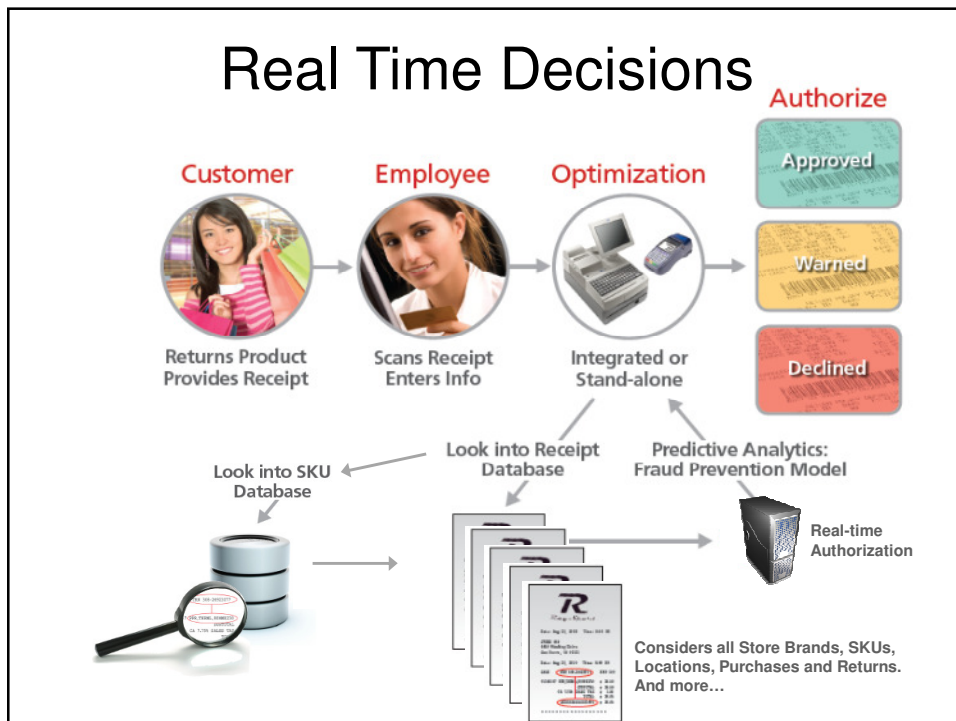 Real Time Decisions
Authorize
Customer
Employee
Optimization
Approved
Warned
Declined
Returns Product
Provides Receipt
Scans Receipt
Enters Info
Integrated or
Stand-alone
Look into SKU
Database
Look into Receipt
Database
Predictive Analytics:
Fraud Prevention Model
Real-time
Authorization
R
Considers all Store Brands, SKUs,
Locations, Purchases and Returns.
And more…